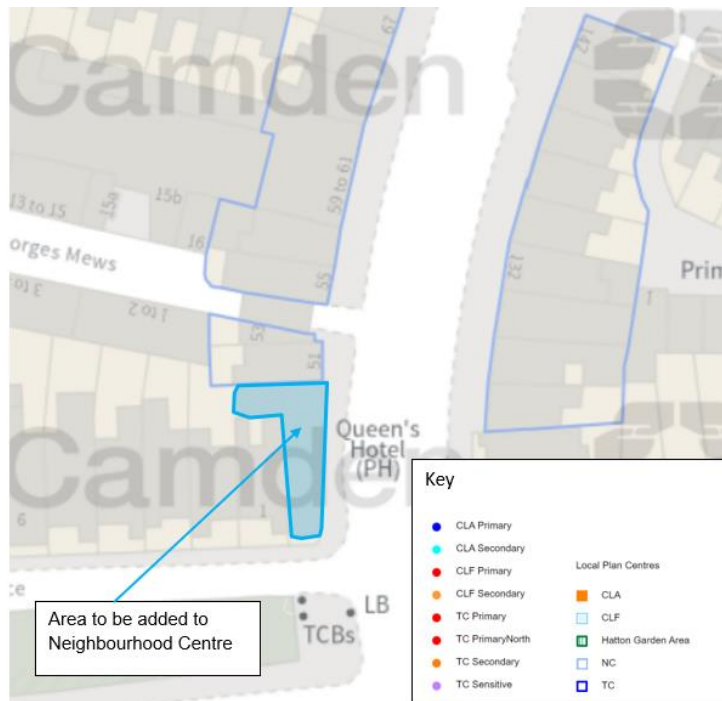 Camden
67
147
59 to 61
15b
15a
13 to 15
16
orges Mews
55
132
Prim
3 to
1 to 2
53
51
1
Queen's
Hotel
(PH)
Camden
6
1
ce
LB
TCBs
Area to be added to
Neighbourhood Centre
Key
CLA Primary
CLA Secondary
CLF Primary
CLF Secondary
TC Primary
TC PrimaryNorth
TC Secondary
TC Sensitive
Local Plan Centres
CLA
CLF
Hatton Garden Area
NC
TC